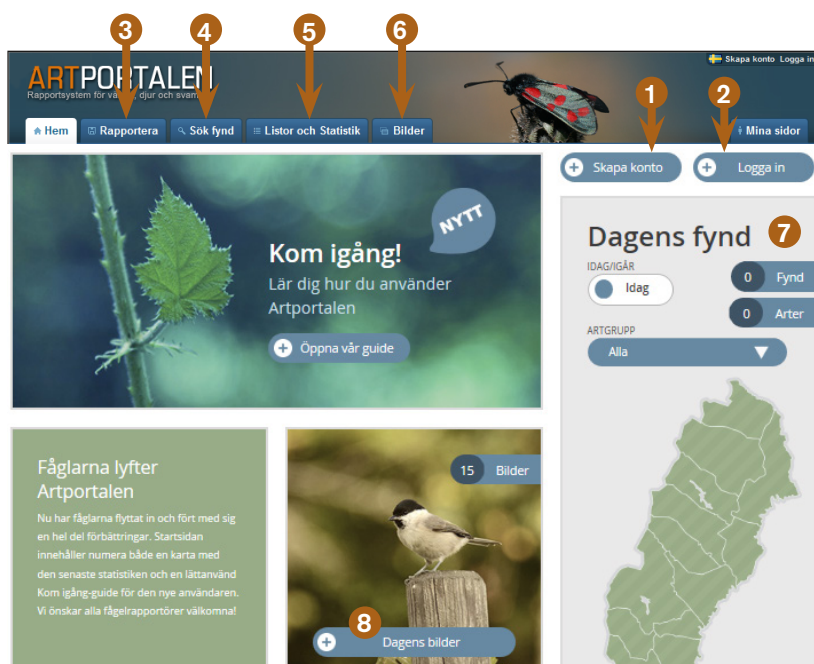 3 4 5 6
Skapa konto Logga in
ARTPORTALEN
Rapportsystem för växter, djur och svampar
1 2
Hem Rapportera Sök fynd Listor och Statistik Bilder Mina sidor
Skapa konto Logga in
NYTT
Kom igång!
Lär dig hur du använder
Artportalen
Öppna vår guide
Dagens fynd 7
IDAG/IGÅR
Idag
0 Fynd
0 Arter
ARTGRUPP
Alla
Fåglarna lyfter
Artportalen
Nu har fåglarna flyttat in och fört med sig
en hel del förbättringar. Startsidan
innehåller numera både en karta med
den senaste statistiken och en lättanvänd
Kom igång-guide för den nye användaren.
Vi önskar alla fågelrapportörer välkomna!
15 Bilder
8
Dagens bilder